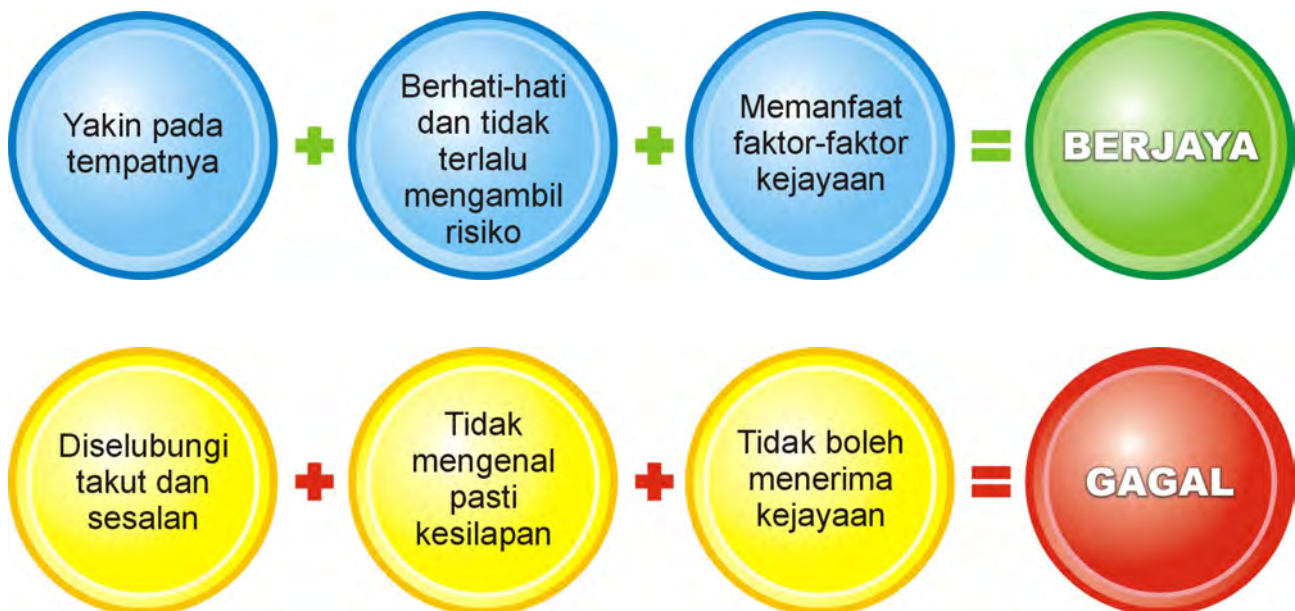 Yakin pada
tempatnya
+
Berhati-hati
dan tidak
terlalu
mengambil
risiko
+
Memanfaat
faktor-faktor
kejayaan
=
BERJAYA
Diselubungi
takut dan
sesalan
+
Tidak
mengenal
pasti
kesilapan
+
Tidak boleh
menerima
kejayaan
=
GAGAL